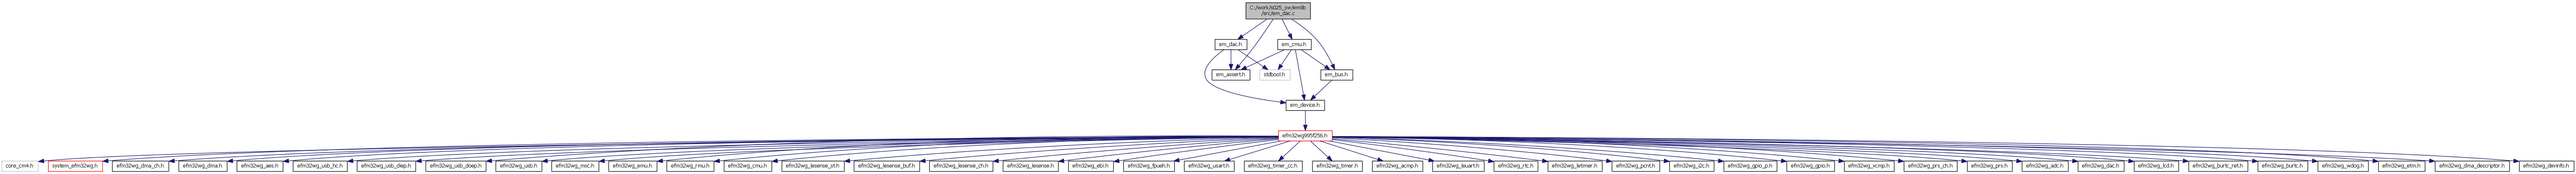 C:/work/s025_sw/emlib
/src/em_dac.c
em_dac.h
em_cmu.h
em_assert.h
stdbool.h
em_bus.h
em_device.h
efm32wg995f256.h
core_cm4.h
system_efm32wg.h
efm32wg_dma_ch.h
efm32wg_dma.h
efm32wg_aes.h
efm32wg_usb_hc.h
efm32wg_usb_diep.h
efm32wg_usb_doep.h
efm32wg_usb.h
efm32wg_msc.h
efm32wg_emu.h
efm32wg_rmu.h
efm32wg_cmu.h
efm32wg_lesense_st.h
efm32wg_lesense_buf.h
efm32wg_lesense_ch.h
efm32wg_lesense.h
efm32wg_ebi.h
efm32wg_fpueh.h
efm32wg_usart.h
efm32wg_timer_cc.h
efm32wg_timer.h
efm32wg_acmp.h
efm32wg_leuart.h
efm32wg_rtc.h
efm32wg_letimer.h
efm32wg_pcnt.h
efm32wg_i2c.h
efm32wg_gpio_p.h
efm32wg_gpio.h
efm32wg_vcmp.h
efm32wg_prs_ch.h
efm32wg_prs.h
efm32wg_adc.h
efm32wg_dac.h
efm32wg_lcd.h
efm32wg_burtc_ret.h
efm32wg_burtc.h
efm32wg_wdog.h
efm32wg_etm.h
efm32wg_dma_descriptor.h
efm32wg_devinfo.h